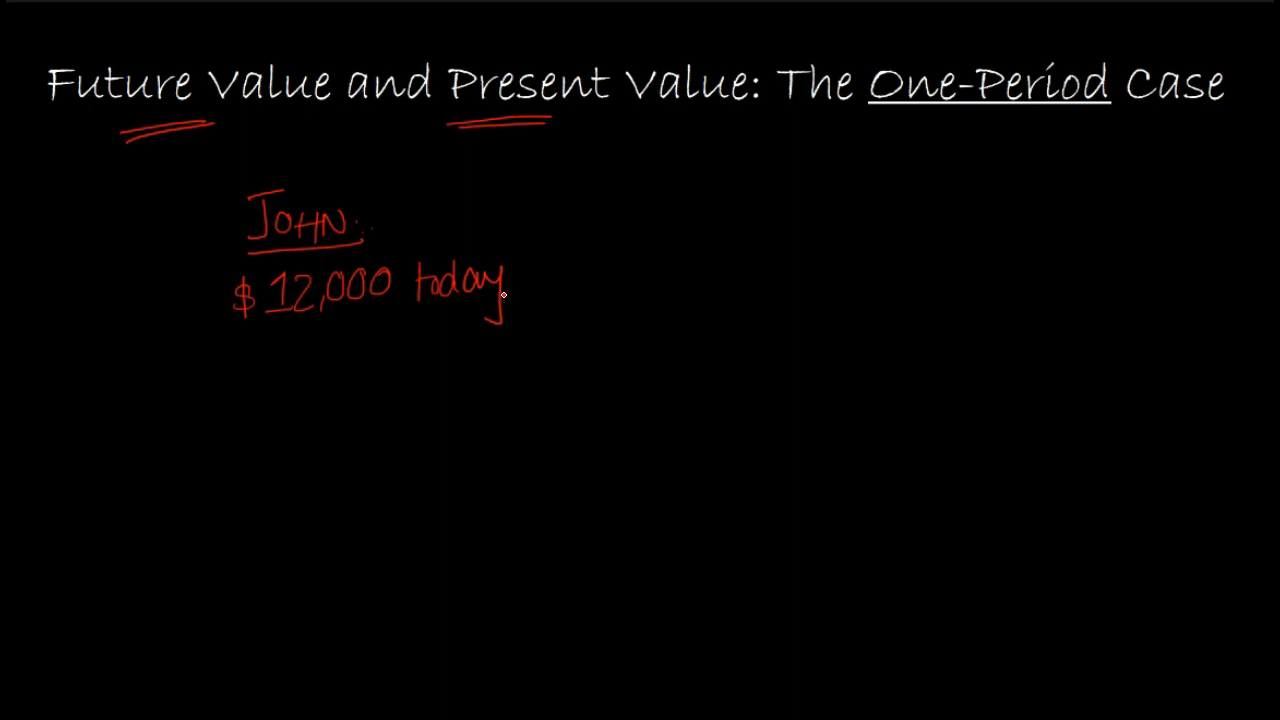 Future Value and Present Value: The One-Period Case
JOHN:
$12,000 today